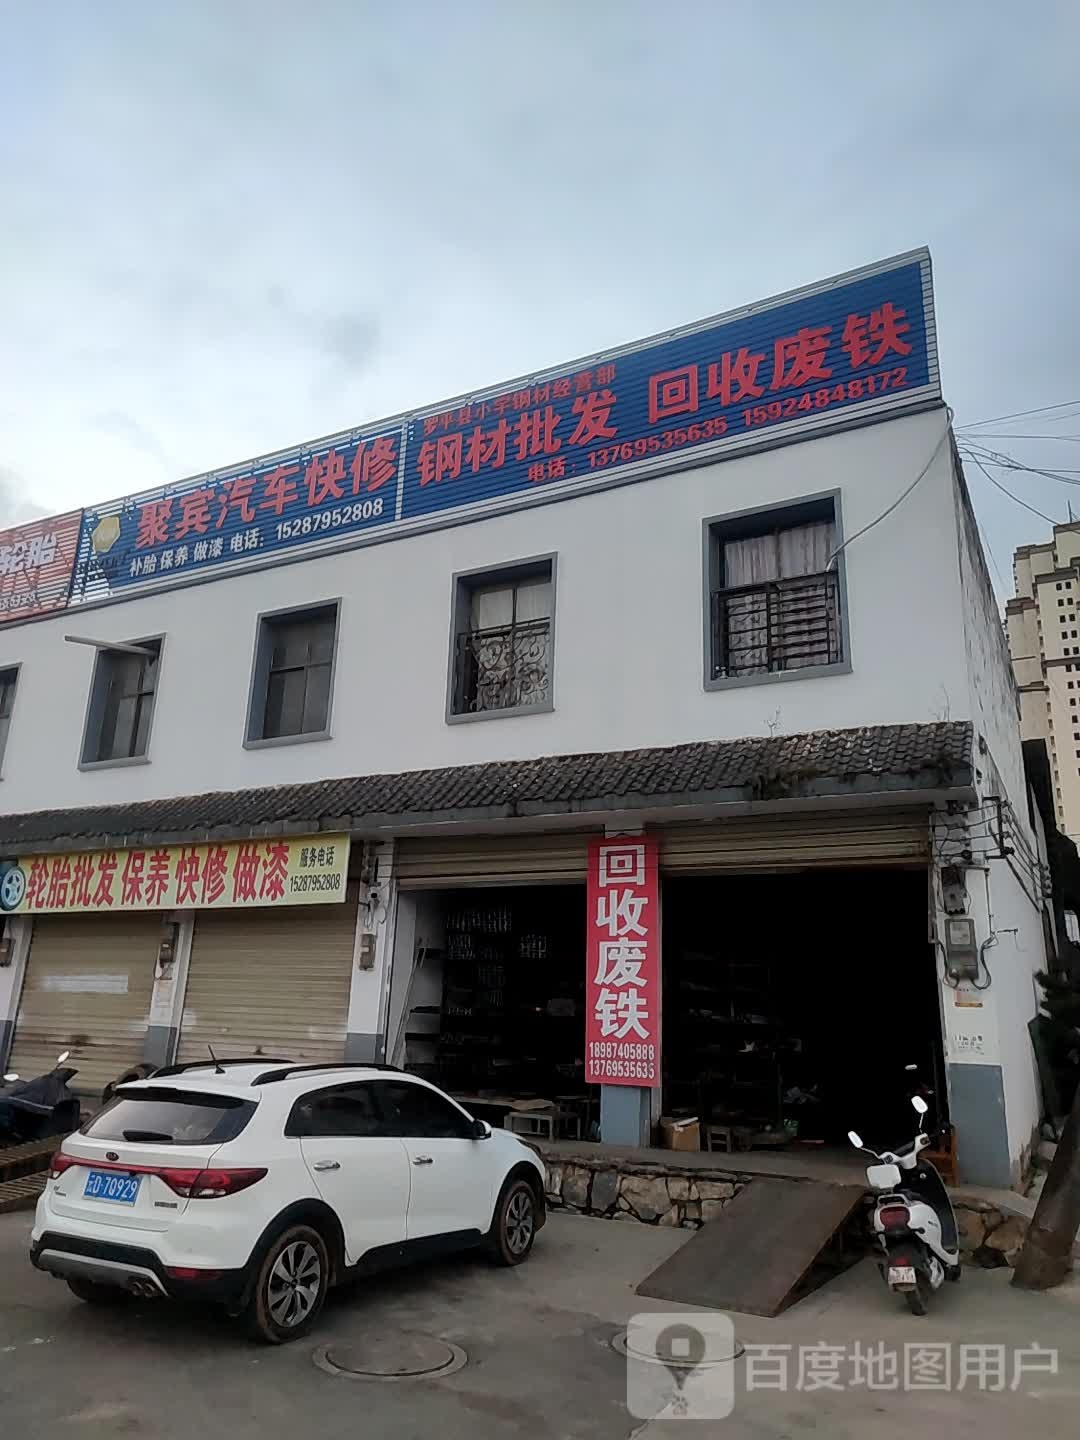 轮胎
聚宾汽车快修
补胎 保养 做漆 电话：15287952808
罗平县小宇钢材经营部
钢材批发 回收废铁
电话：13769535635 15924848172
轮胎批发 保养 快修 做漆
服务电话
15287952808
回收废铁
18987405888
13769535635
云D·7Q929
百度地图用户